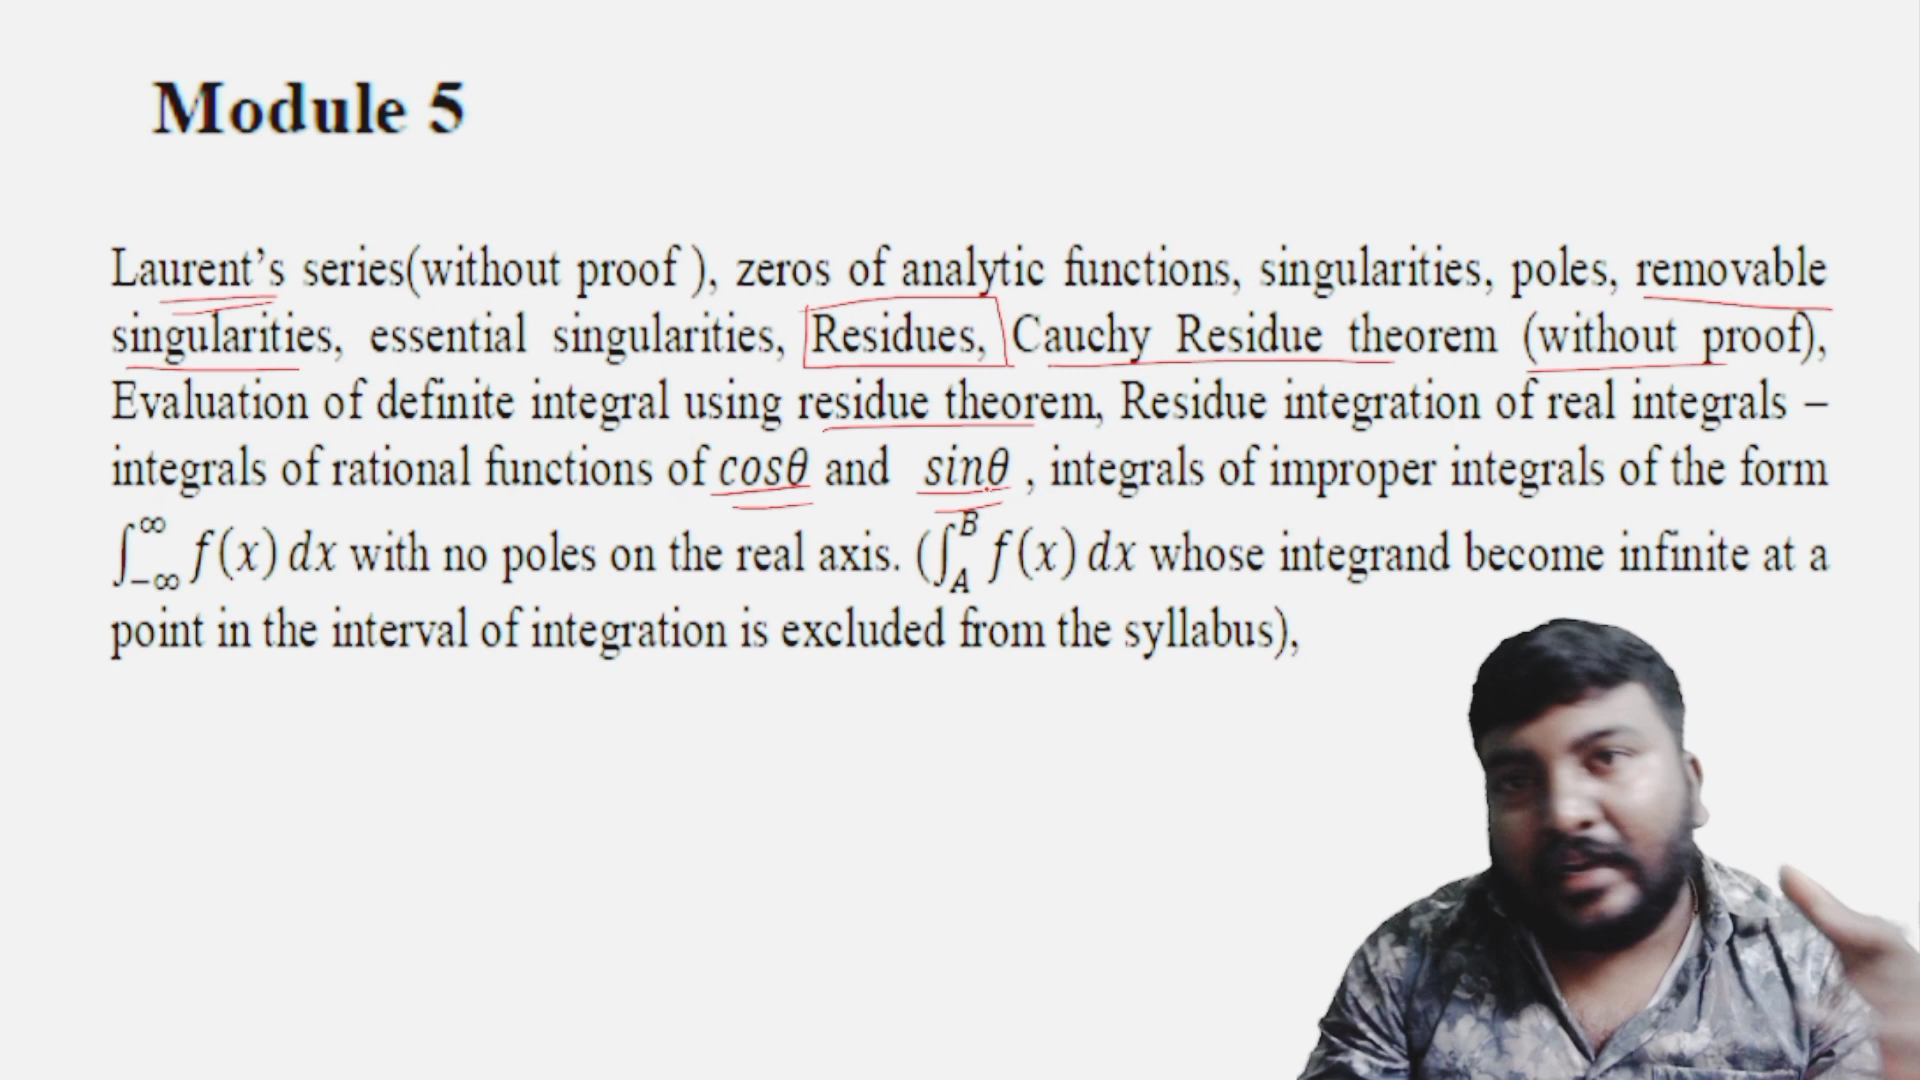 Module 5
Laurent's series(without proof ), zeros of analytic functions, singularities, poles, removable
singularities, essential singularities, Residues, Cauchy Residue theorem (without proof),
Evaluation of definite integral using residue theorem, Residue integration of real integrals –
integrals of rational functions of cosθ and sinθ , integrals of improper integrals of the form
∫_{-∞}^{∞} f(x) dx with no poles on the real axis. (∫_A^B f(x) dx whose integrand become infinite at a
point in the interval of integration is excluded from the syllabus),